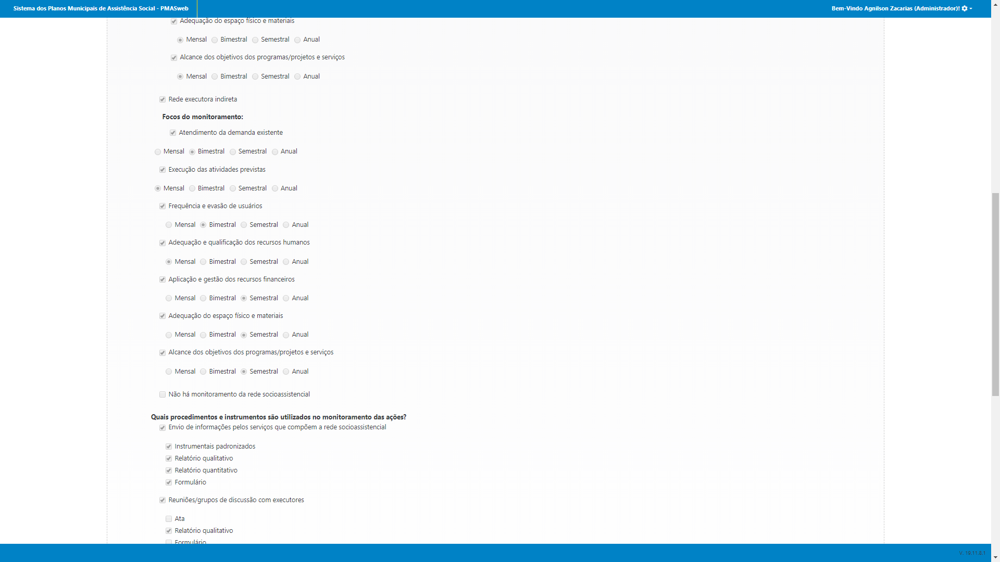 Sistema dos Planos Municipais de Assistência Social - PMASweb
Bem-Vindo Agnilson Zacarias (Administrador)!
Adequação do espaço físico e materiais
Mensal Bimestral Semestral Anual
Alcance dos objetivos dos programas/projetos e serviços
Mensal Bimestral Semestral Anual
Rede executora indireta
Focos do monitoramento:
Atendimento da demanda existente
Mensal Bimestral Semestral Anual
Execução das atividades previstas
Mensal Bimestral Semestral Anual
Frequência e evasão de usuários
Mensal Bimestral Semestral Anual
Adequação e qualificação dos recursos humanos
Mensal Bimestral Semestral Anual
Aplicação e gestão dos recursos financeiros
Mensal Bimestral Semestral Anual
Adequação do espaço físico e materiais
Mensal Bimestral Semestral Anual
Alcance dos objetivos dos programas/projetos e serviços
Mensal Bimestral Semestral Anual
Não há monitoramento da rede socioassistencial
Quais procedimentos e instrumentos são utilizados no monitoramento das ações?
Envio de informações pelos serviços que compõem a rede socioassistencial
Instrumentais padronizados
Relatório qualitativo
Relatório quantitativo
Formulário
Reuniões/grupos de discussão com executores
Ata
Relatório qualitativo
Formulário
V. 19.11.8.1